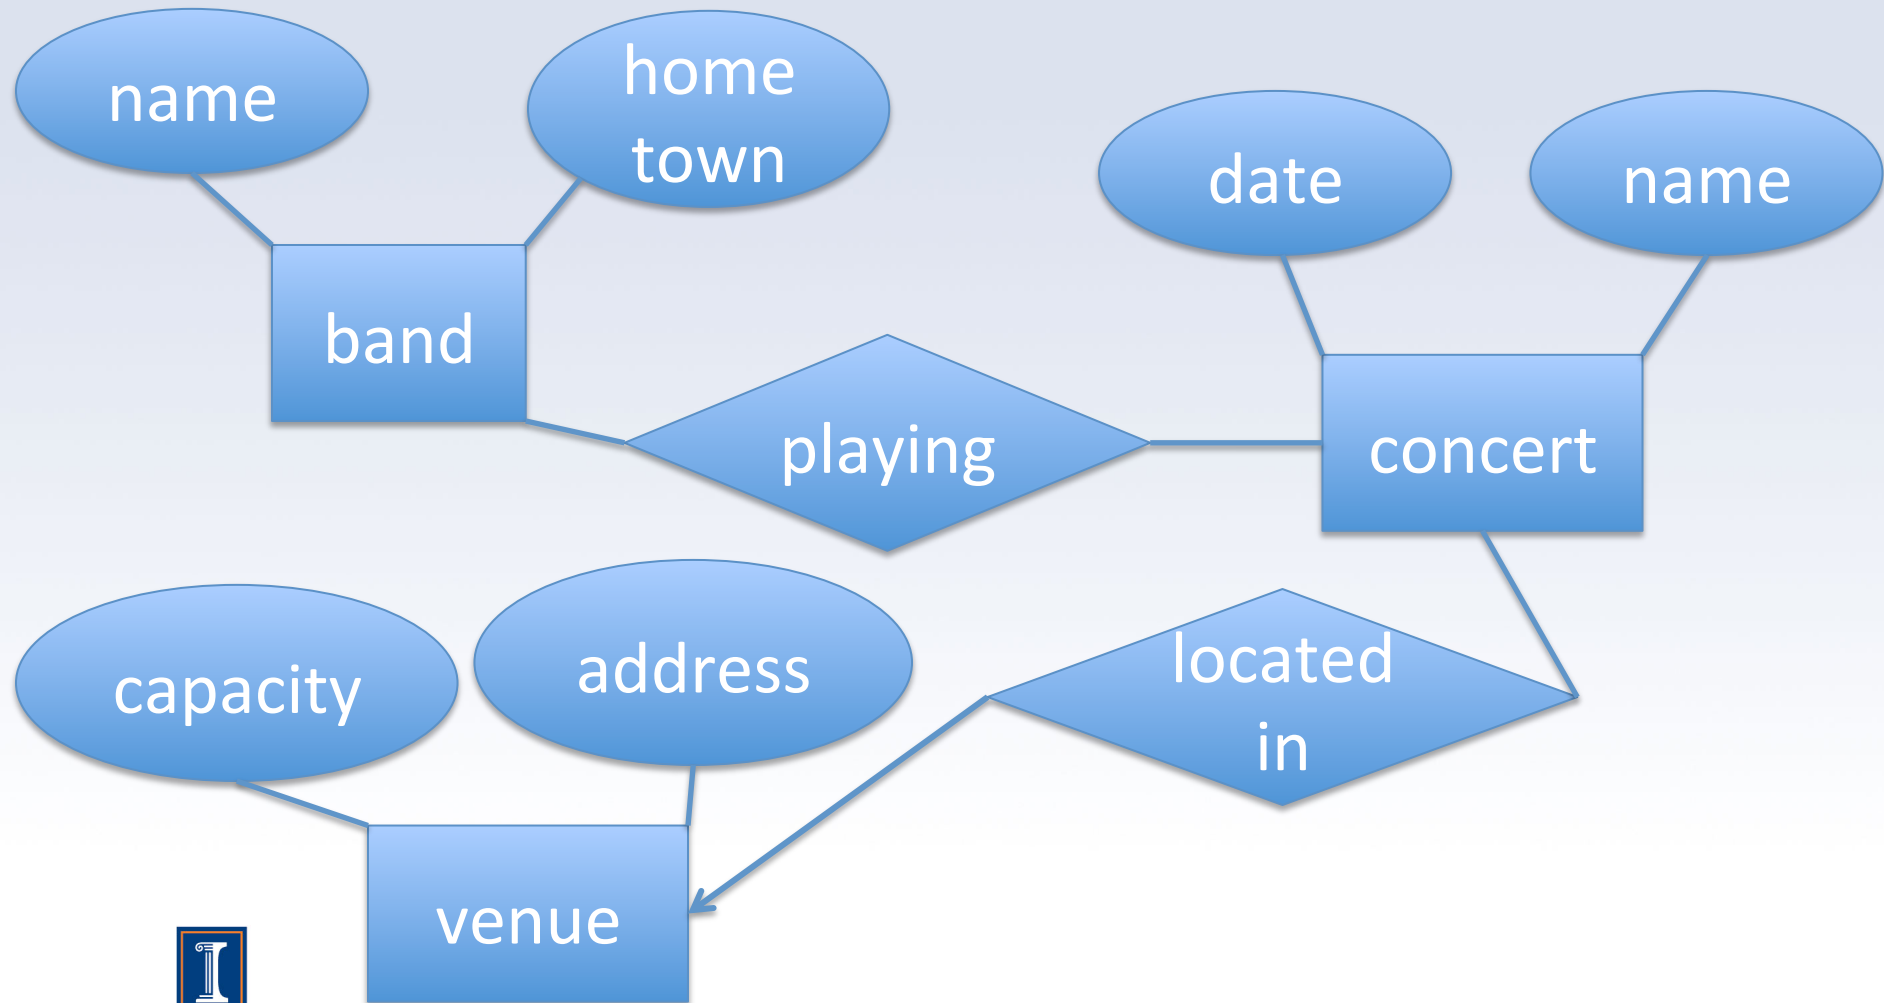 name
home
town
date
name
band
playing
concert
capacity
address
located
in
venue
I